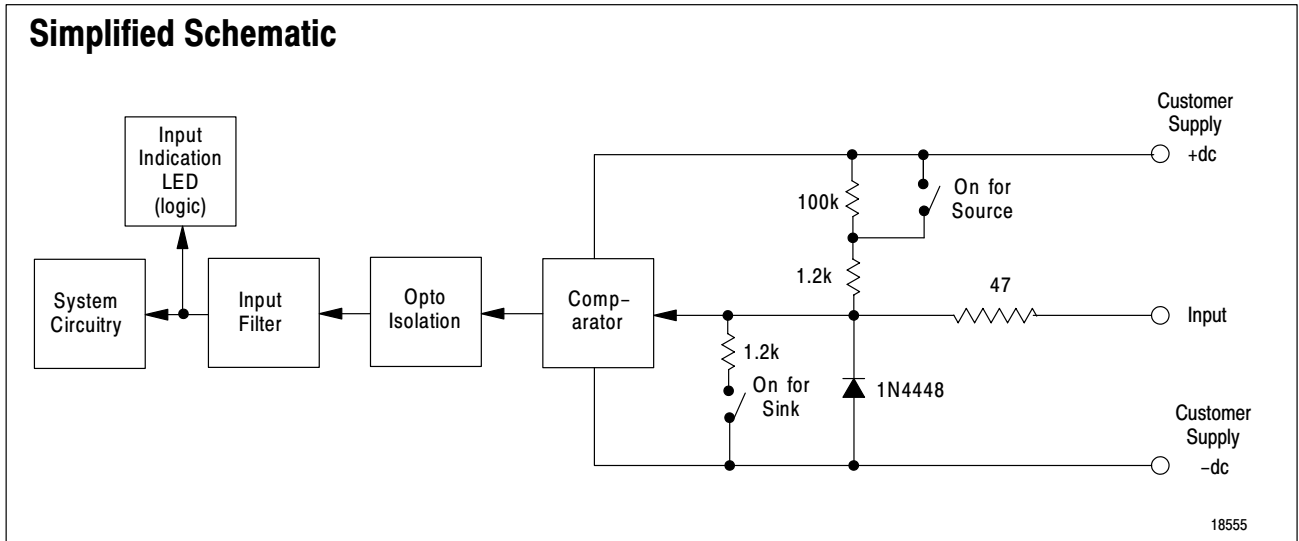 Simplified Schematic
Customer
Supply
+dc
Input
Indication
LED
(logic)
100k
On for
Source
1.2k
47
System
Circuitry
Input
Filter
Opto
Isolation
Comp–
arator
Input
1.2k
On for
Sink
1N4448
Customer
Supply
–dc
18555